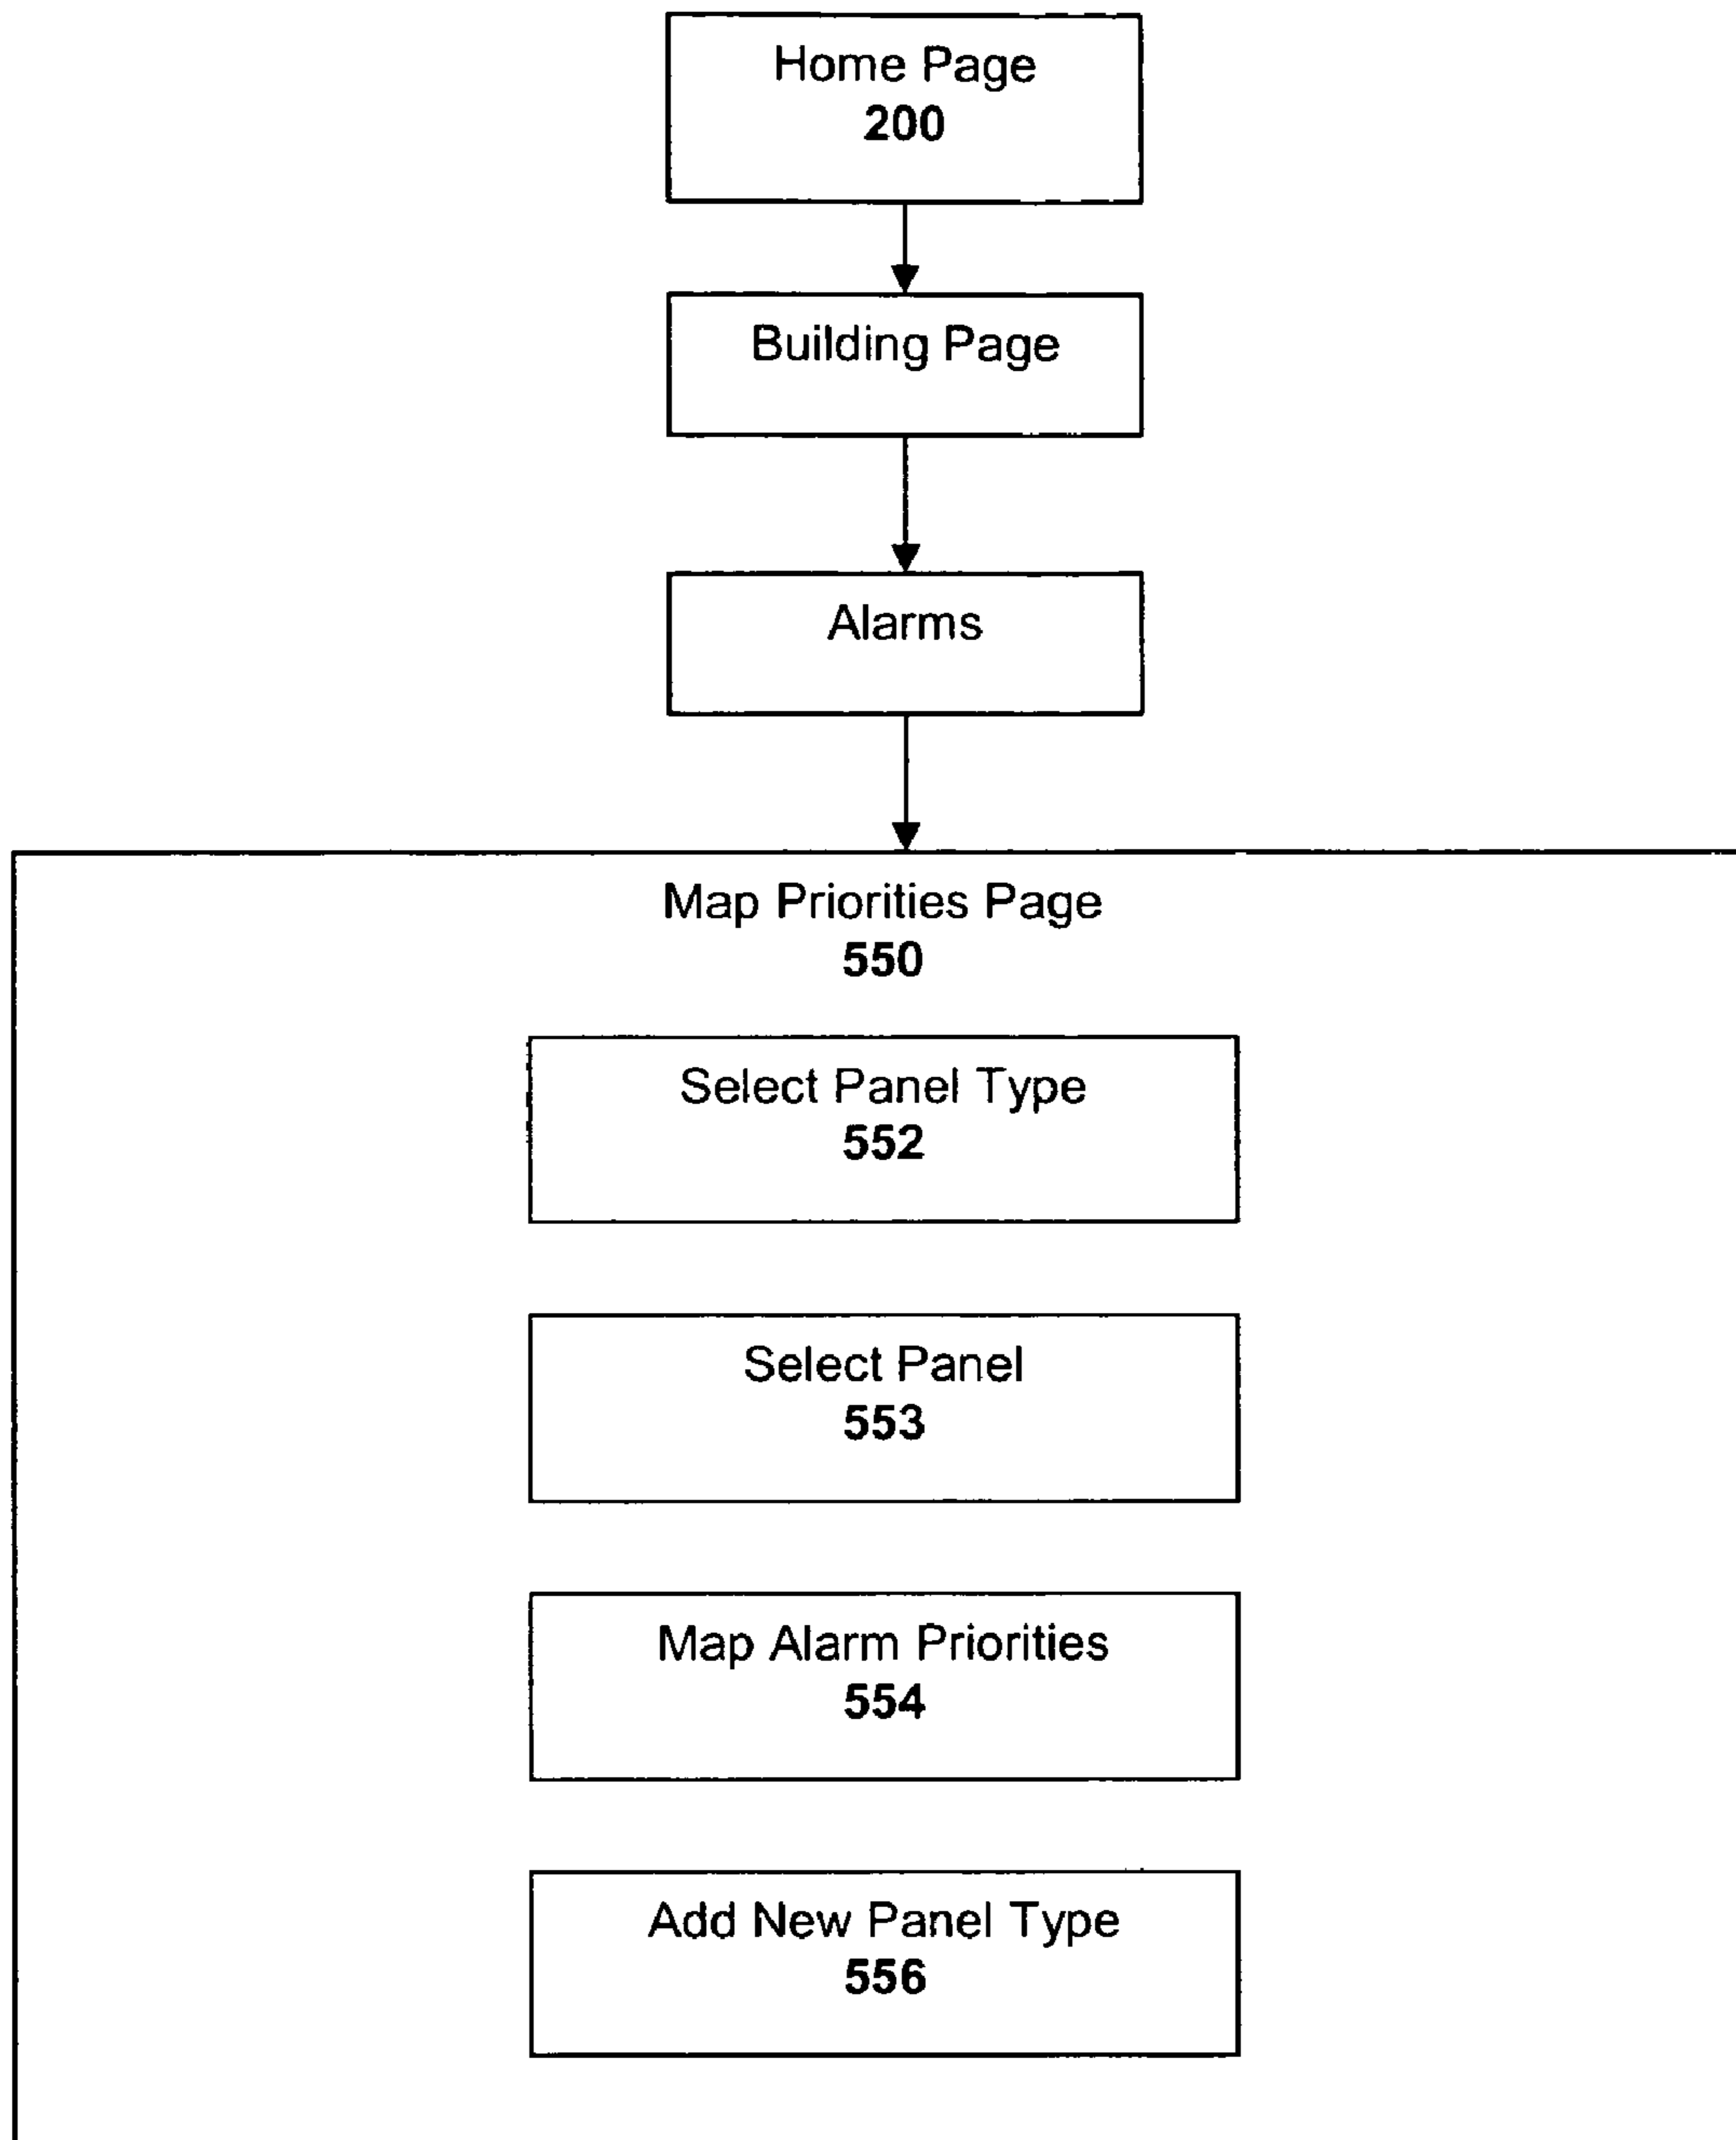 Home Page
200
Building Page
Alarms
Map Priorities Page
550
Select Panel Type
552
Select Panel
553
Map Alarm Priorities
554
Add New Panel Type
556